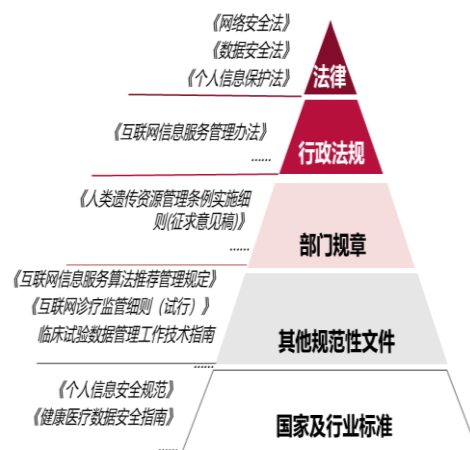 《网络安全法》
《数据安全法》
《个人信息保护法》
法律
《互联网信息服务管理办法》
......
行政法规
《人类遗传资源管理条例实施细
则(征求意见稿)》
......
部门规章
《互联网信息服务算法推荐管理规定》
《互联网诊疗监管细则（试行）》
临床试验数据管理工作技术指南
......
其他规范性文件
《个人信息安全规范》
《健康医疗数据安全指南》
......
国家及行业标准